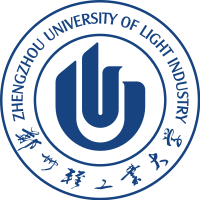 ZHENGZHOU UNIVERSITY OF LIGHT INDUSTRY
郑州轻工业大学